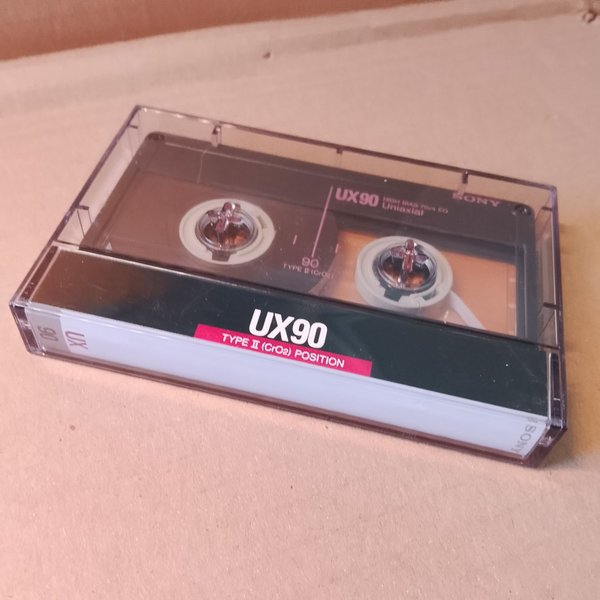 UX90 HIGH BIAS 70μs EQ
Uniaxial
SONY
90
TYPE II (CrO2)
UX90
TYPE II (CrO2) POSITION
UX 90
SONY